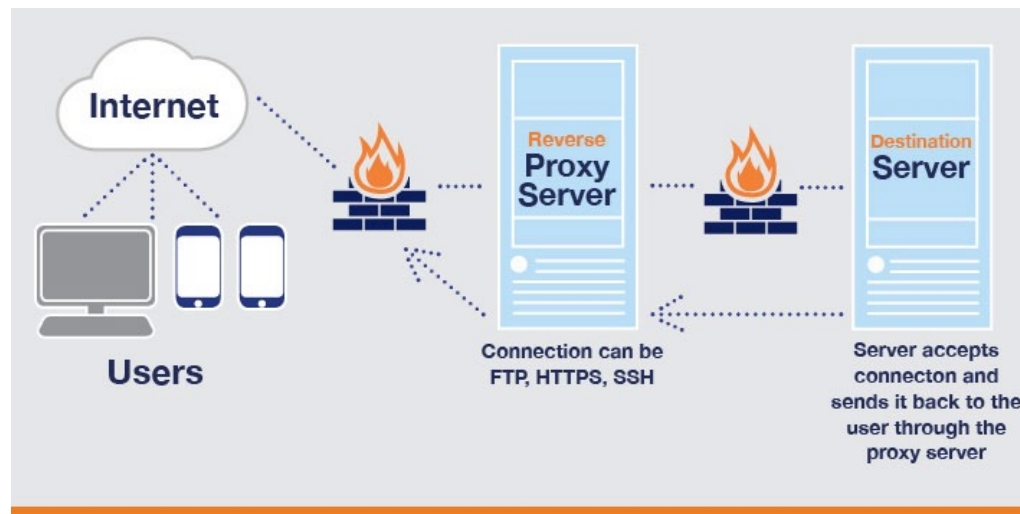 Internet
Users
Reverse
Proxy
Server
Connection can be
FTP, HTTPS, SSH
Destination
Server
Server accepts
connecton and
sends it back to the
user through the
proxy server